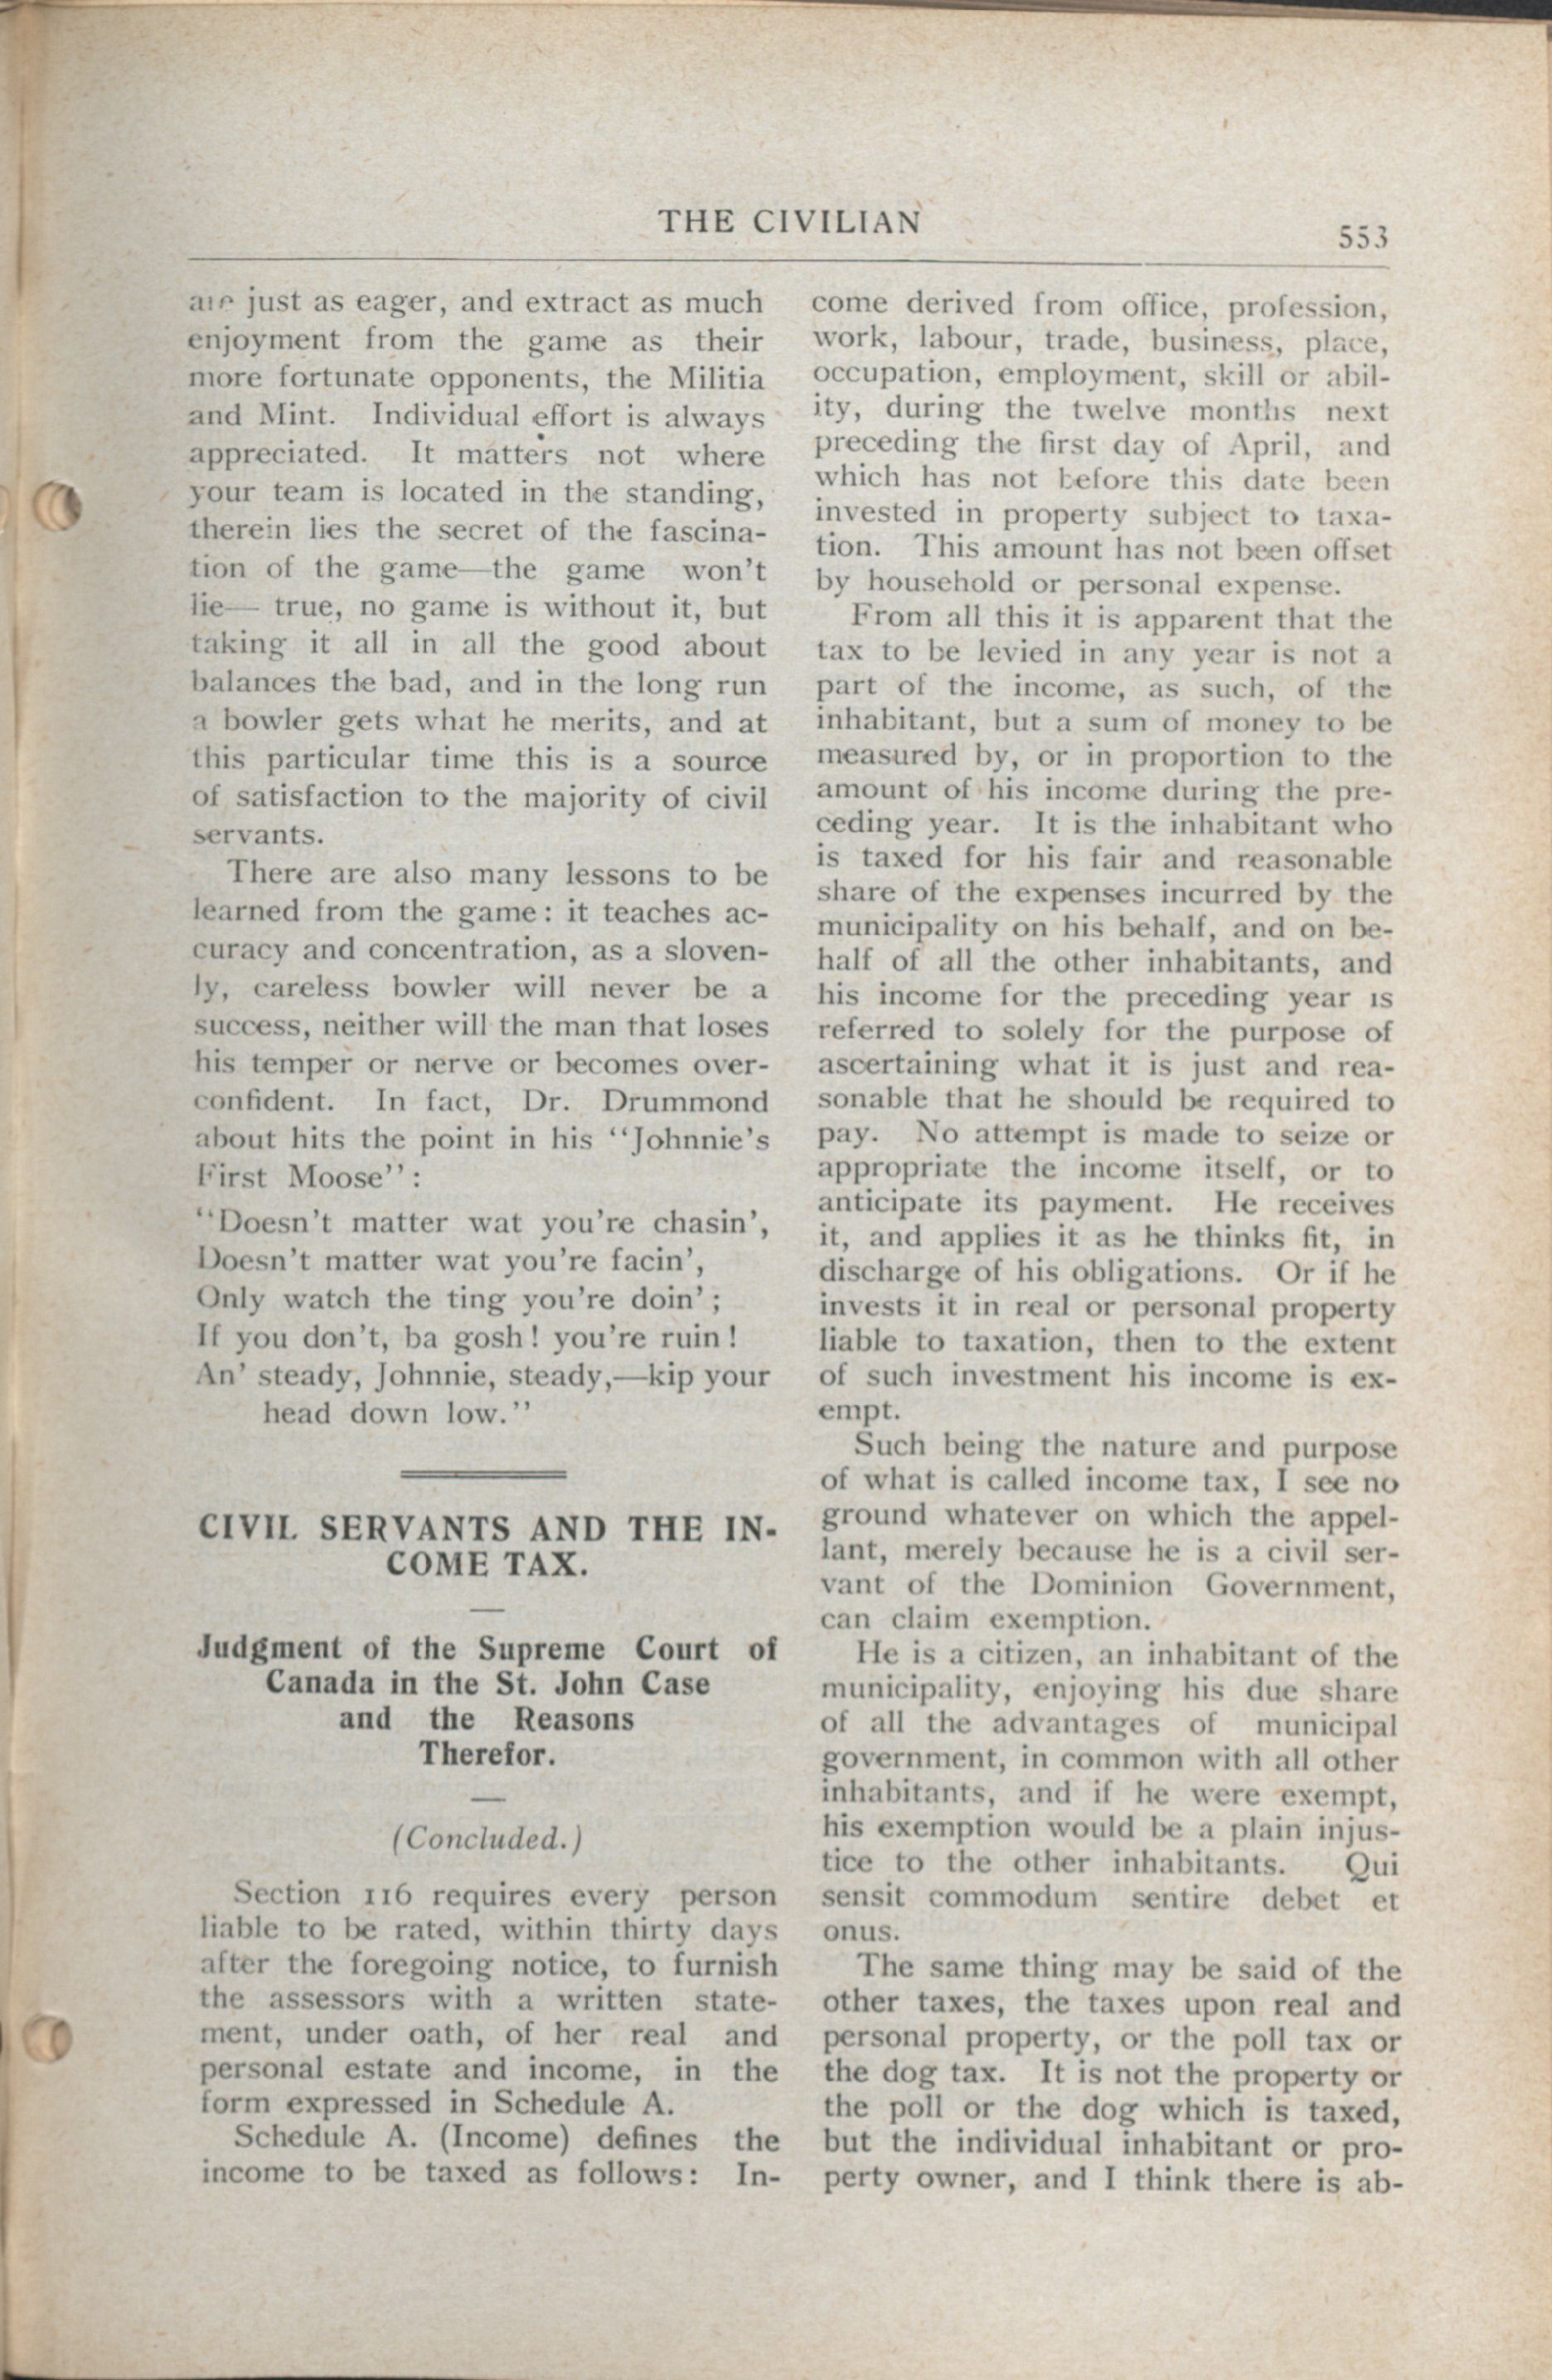 THE CIVILIAN
553
are just as eager, and extract as much
enjoyment from the game as their
more fortunate opponents, the Militia
and Mint. Individual effort is always
appreciated. It matters not where
your team is located in the standing,
therein lies the secret of the fascina-
tion of the game—the game won't
lie— true, no game is without it, but
taking it all in all the good about
balances the bad, and in the long run
a bowler gets what he merits, and at
this particular time this is a source
of satisfaction to the majority of civil
servants.
There are also many lessons to be
learned from the game: it teaches ac-
curacy and concentration, as a sloven-
ly, careless bowler will never be a
success, neither will the man that loses
his temper or nerve or becomes over-
confident. In fact, Dr. Drummond
about hits the point in his "Johnnie's
First Moose":
"Doesn't matter wat you're chasin',
Doesn't matter wat you're facin',
Only watch the ting you're doin';
If you don't, ba gosh! you're ruin!
An' steady, Johnnie, steady,—kip your
head down low."
CIVIL SERVANTS AND THE IN-
COME TAX.
Judgment of the Supreme Court of
Canada in the St. John Case
and the Reasons
Therefor.
(Concluded.)
Section 116 requires every person
liable to be rated, within thirty days
after the foregoing notice, to furnish
the assessors with a written state-
ment, under oath, of her real and
personal estate and income, in the
form expressed in Schedule A.
Schedule A. (Income) defines the
income to be taxed as follows: In-
come derived from office, profession,
work, labour, trade, business, place,
occupation, employment, skill or abil-
ity, during the twelve months next
preceding the first day of April, and
which has not before this date been
invested in property subject to taxa-
tion. This amount has not been offset
by household or personal expense.
From all this it is apparent that the
tax to be levied in any year is not a
part of the income, as such, of the
inhabitant, but a sum of money to be
measured by, or in proportion to the
amount of his income during the pre-
ceding year. It is the inhabitant who
is taxed for his fair and reasonable
share of the expenses incurred by the
municipality on his behalf, and on be-
half of all the other inhabitants, and
his income for the preceding year is
referred to solely for the purpose of
ascertaining what it is just and rea-
sonable that he should be required to
pay. No attempt is made to seize or
appropriate the income itself, or to
anticipate its payment. He receives
it, and applies it as he thinks fit, in
discharge of his obligations. Or if he
invests it in real or personal property
liable to taxation, then to the extent
of such investment his income is ex-
empt.
Such being the nature and purpose
of what is called income tax, I see no
ground whatever on which the appel-
lant, merely because he is a civil ser-
vant of the Dominion Government,
can claim exemption.
He is a citizen, an inhabitant of the
municipality, enjoying his due share
of all the advantages of municipal
government, in common with all other
inhabitants, and if he were exempt,
his exemption would be a plain injus-
tice to the other inhabitants. Qui
sensit commodum sentire debet et
onus.
The same thing may be said of the
other taxes, the taxes upon real and
personal property, or the poll tax or
the dog tax. It is not the property or
the poll or the dog which is taxed,
but the individual inhabitant or pro-
perty owner, and I think there is ab-